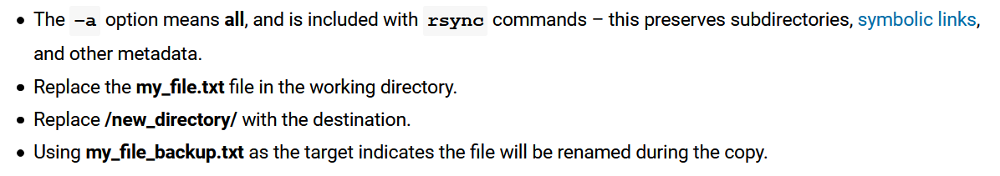 • The –a option means all, and is included with rsync commands – this preserves subdirectories, symbolic links,
and other metadata.
• Replace the my_file.txt file in the working directory.
• Replace /new_directory/ with the destination.
• Using my_file_backup.txt as the target indicates the file will be renamed during the copy.